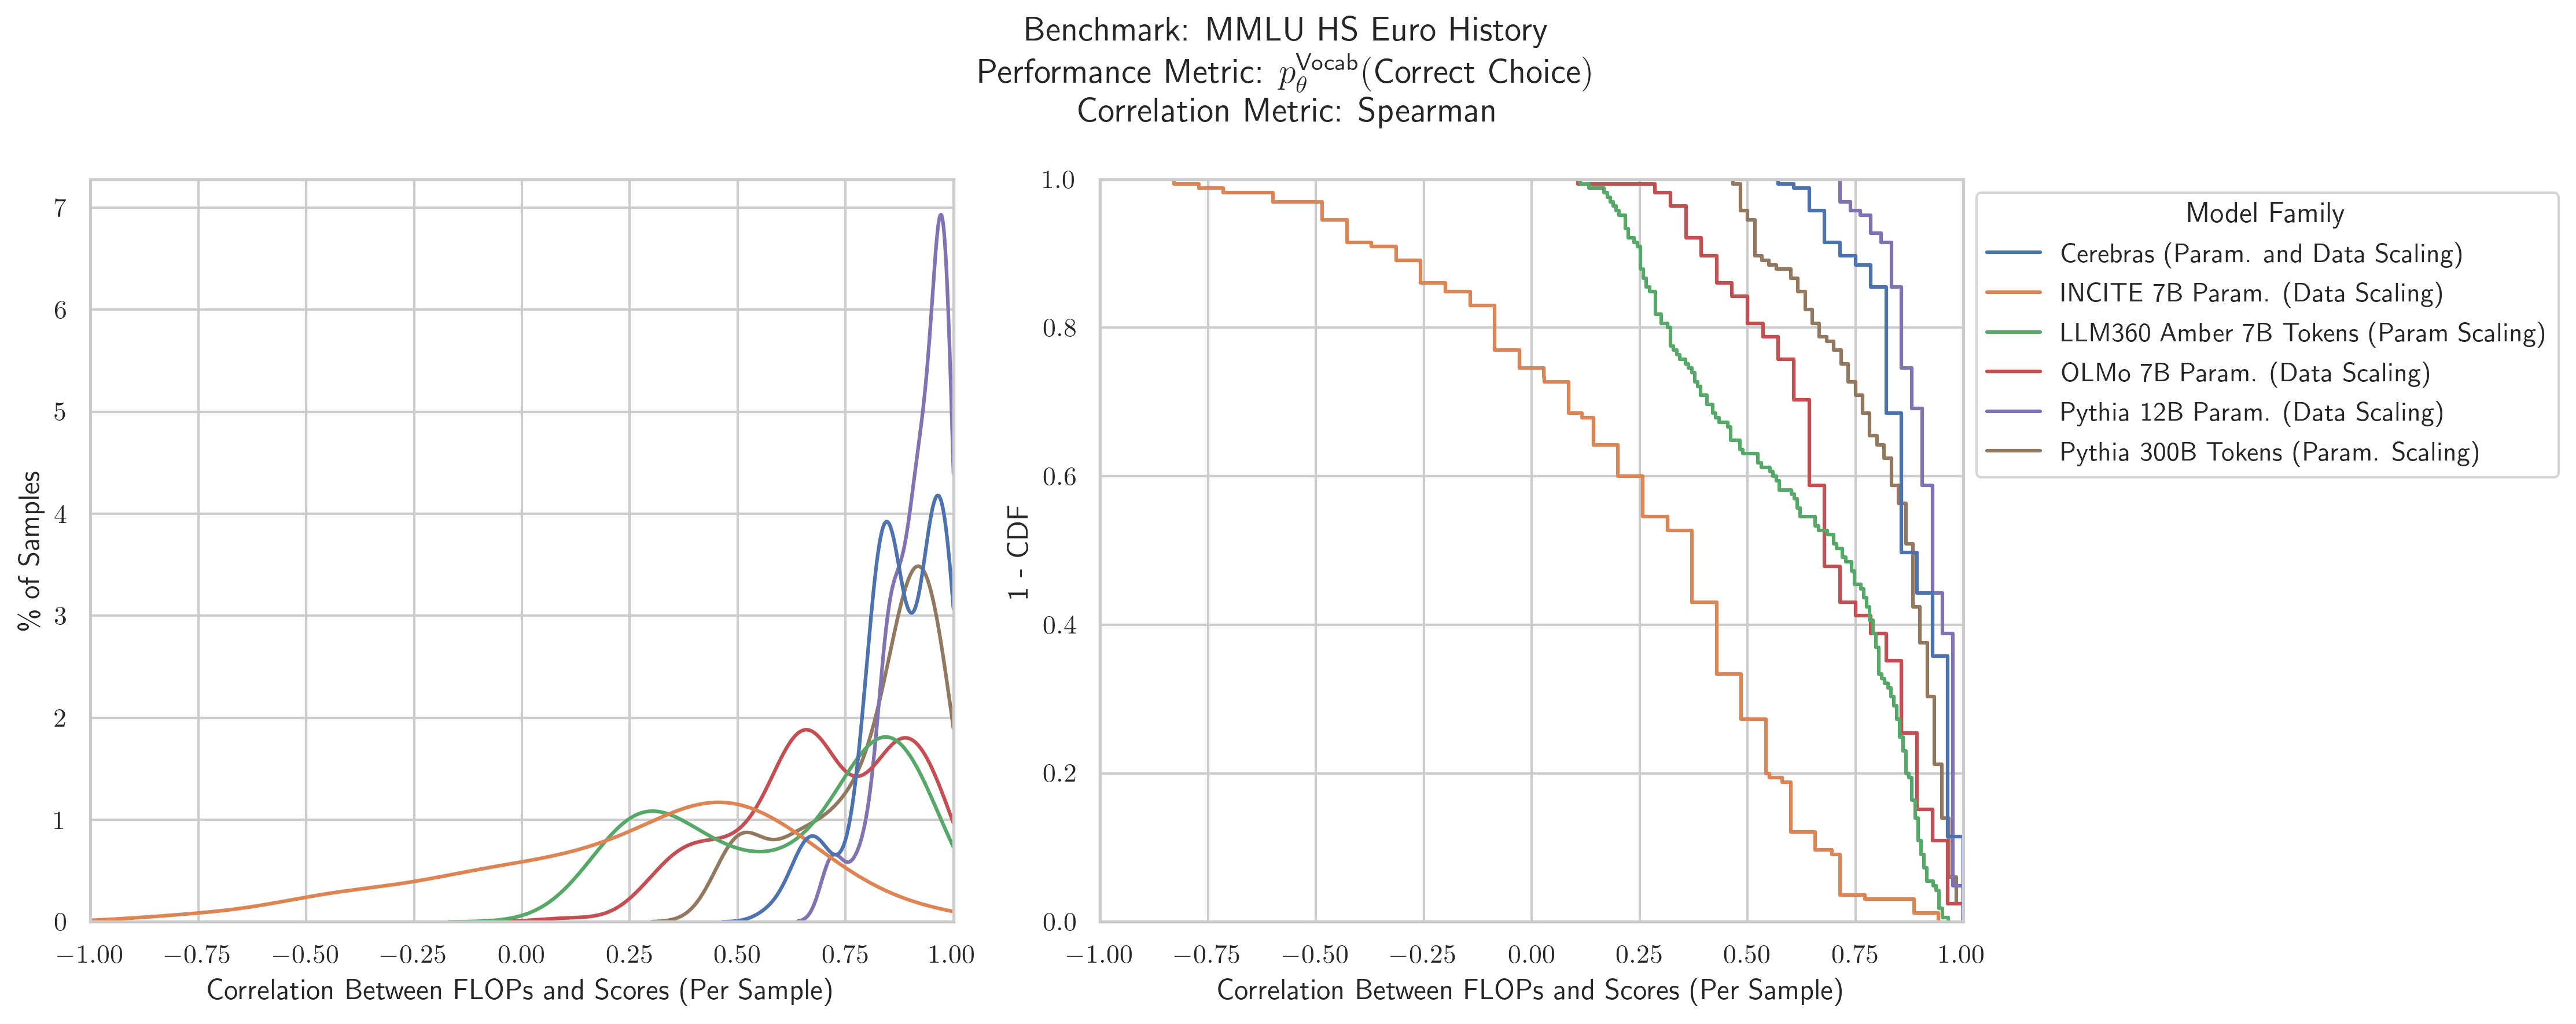 Benchmark: MMLU HS Euro History
Performance Metric: $p_{\theta}^{\text{Vocab}}$(Correct Choice)
Correlation Metric: Spearman
7
6
5
4
3
2
1
0
% of Samples
−1.00 −0.75 −0.50 −0.25 0.00 0.25 0.50 0.75 1.00
Correlation Between FLOPs and Scores (Per Sample)
1.0
0.8
0.6
0.4
0.2
0.0
1 - CDF
−1.00 −0.75 −0.50 −0.25 0.00 0.25 0.50 0.75 1.00
Correlation Between FLOPs and Scores (Per Sample)
Model Family
Cerebras (Param. and Data Scaling)
INCITE 7B Param. (Data Scaling)
LLM360 Amber 7B Tokens (Param Scaling)
OLMo 7B Param. (Data Scaling)
Pythia 12B Param. (Data Scaling)
Pythia 300B Tokens (Param. Scaling)